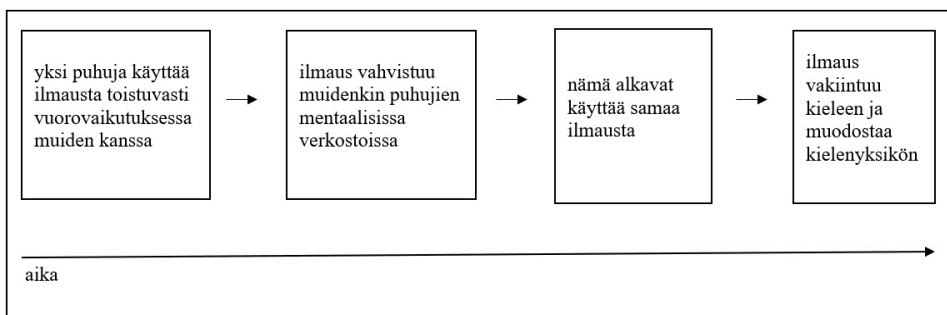 yksi puhuja käyttää
ilmausta toistuvasti
vuorovaikutuksessa
muiden kanssa
ilmaus vahvistuu
muidenkin puhujien
mentaalisissa
verkostoissa
nämä alkavat
käyttää samaa
ilmausta
ilmaus
vakiintuu
kieleen ja
muodostaa
kielenyksikön
aika